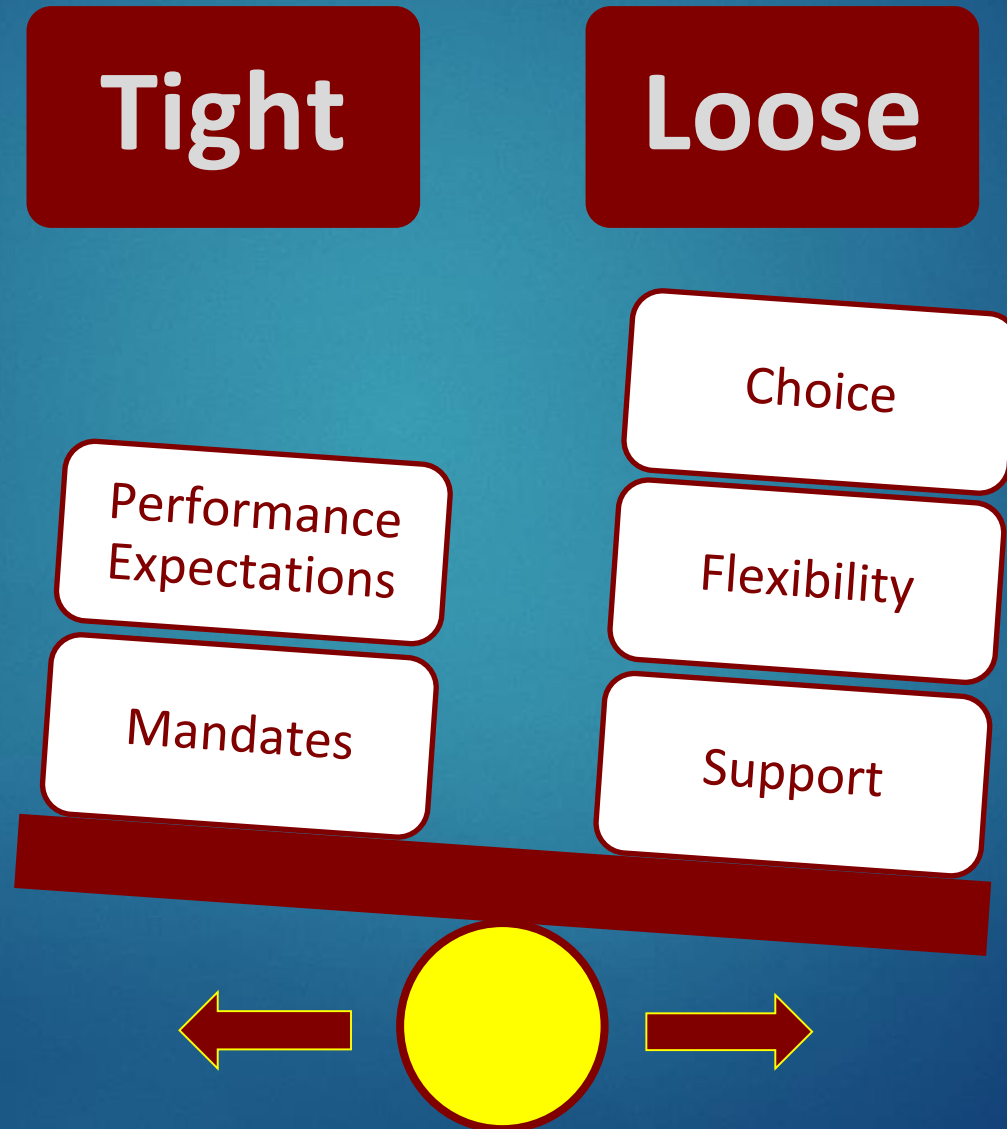 Tight
Loose
Performance
Expectations
Mandates
Choice
Flexibility
Support